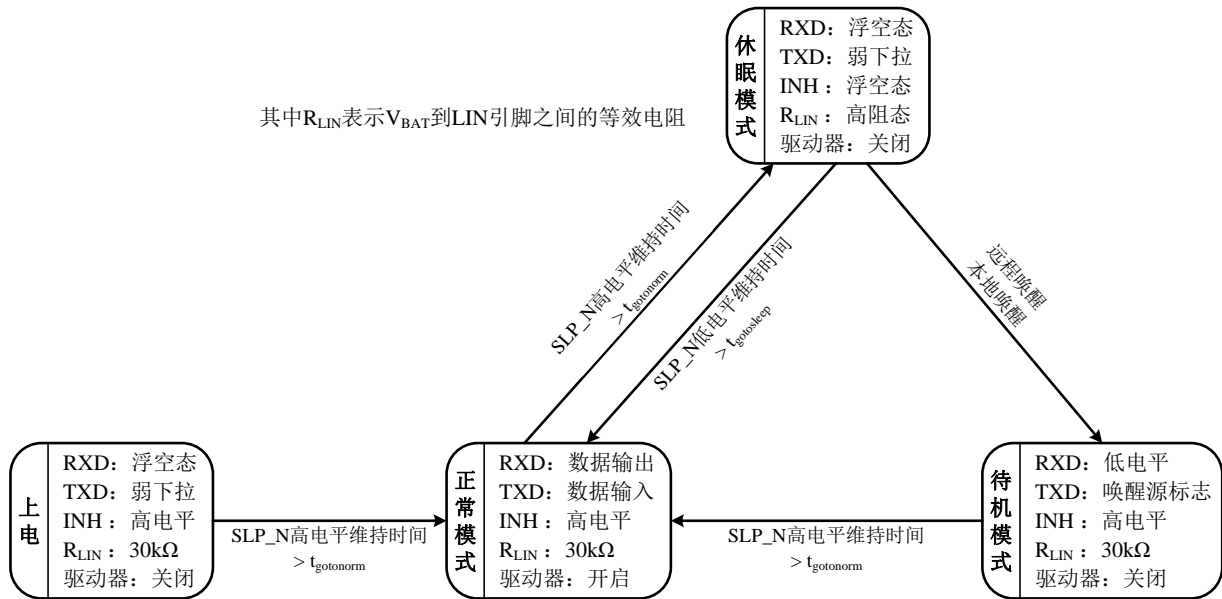 休眠模式
RXD：浮空态
TXD：弱下拉
INH：浮空态
RLIN：高阻态
驱动器：关闭
其中RLIN表示VBAT到LIN引脚之间的等效电阻
SLP_N高电平维持时间
> tgotonorm
SLP_N低电平维持时间
> tgotosleep
远程唤醒
本地唤醒
上电
RXD：浮空态
TXD：弱下拉
INH：高电平
RLIN：30kΩ
驱动器：关闭
SLP_N高电平维持时间
> tgotonorm
正常模式
RXD：数据输出
TXD：数据输入
INH：高电平
RLIN：30kΩ
驱动器：开启
SLP_N高电平维持时间
> tgotonorm
待机模式
RXD：低电平
TXD：唤醒源标志
INH：高电平
RLIN：30kΩ
驱动器：关闭